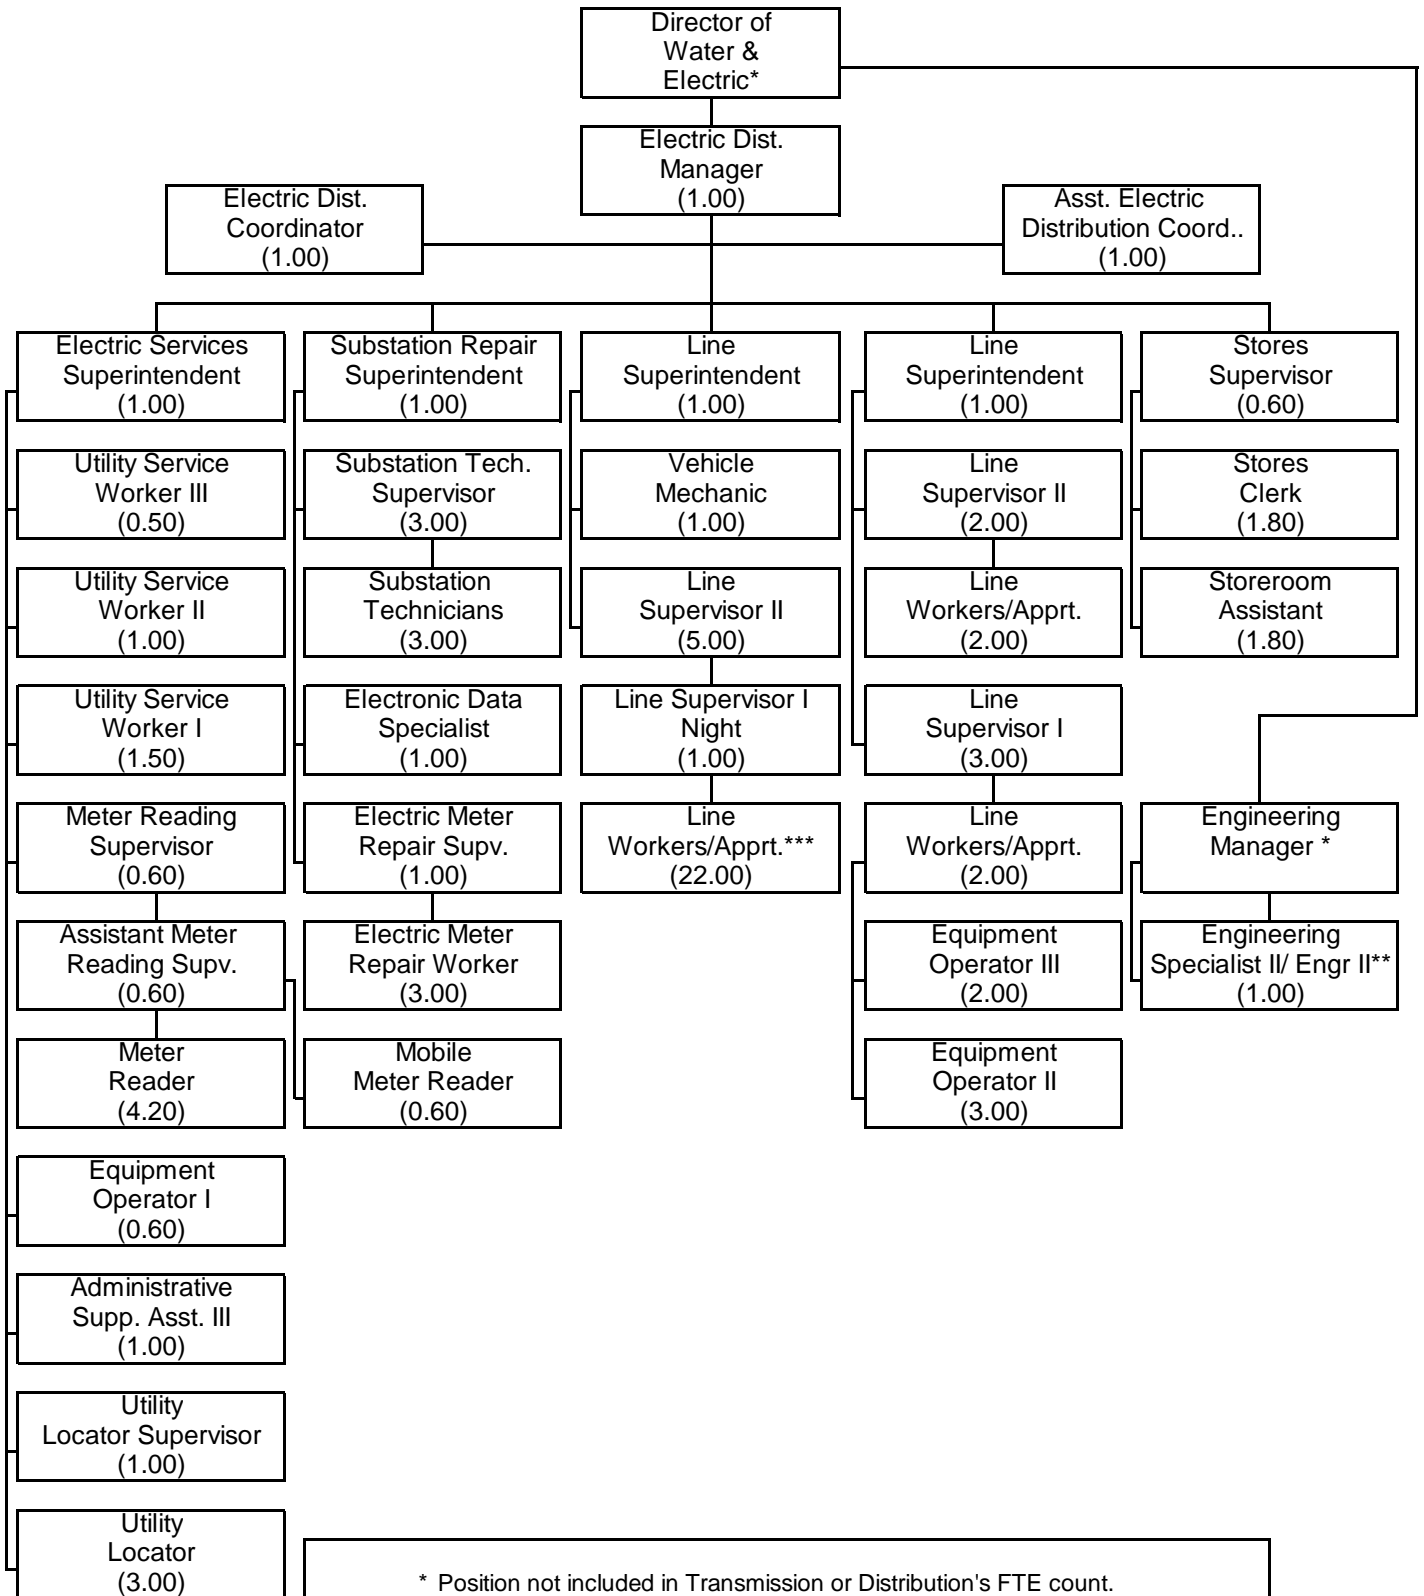 Director of
Water &
Electric*
Electric Dist.
Manager
(1.00)
Electric Dist.
Coordinator
(1.00)
Asst. Electric
Distribution Coord..
(1.00)
Electric Services
Superintendent
(1.00)
Substation Repair
Superintendent
(1.00)
Line
Superintendent
(1.00)
Line
Superintendent
(1.00)
Stores
Supervisor
(0.60)
Utility Service
Worker III
(0.50)
Substation Tech.
Supervisor
(3.00)
Vehicle
Mechanic
(1.00)
Line
Supervisor II
(2.00)
Stores
Clerk
(1.80)
Utility Service
Worker II
(1.00)
Substation
Technicians
(3.00)
Line
Supervisor II
(5.00)
Line
Workers/Apprt.
(2.00)
Storeroom
Assistant
(1.80)
Utility Service
Worker I
(1.50)
Electronic Data
Specialist
(1.00)
Line Supervisor I
Night
(1.00)
Line
Supervisor I
(3.00)
Meter Reading
Supervisor
(0.60)
Electric Meter
Repair Supv.
(1.00)
Line
Workers/Apprt.***
(22.00)
Line
Workers/Apprt.
(2.00)
Engineering
Manager *
Assistant Meter
Reading Supv.
(0.60)
Electric Meter
Repair Worker
(3.00)
Equipment
Operator III
(2.00)
Engineering
Specialist II/ Engr II**
(1.00)
Meter
Reader
(4.20)
Mobile
Meter Reader
(0.60)
Equipment
Operator II
(3.00)
Equipment
Operator I
(0.60)
Administrative
Supp. Asst. III
(1.00)
Utility
Locator Supervisor
(1.00)
Utility
Locator
(3.00)
* Position not included in Transmission or Distribution's FTE count.